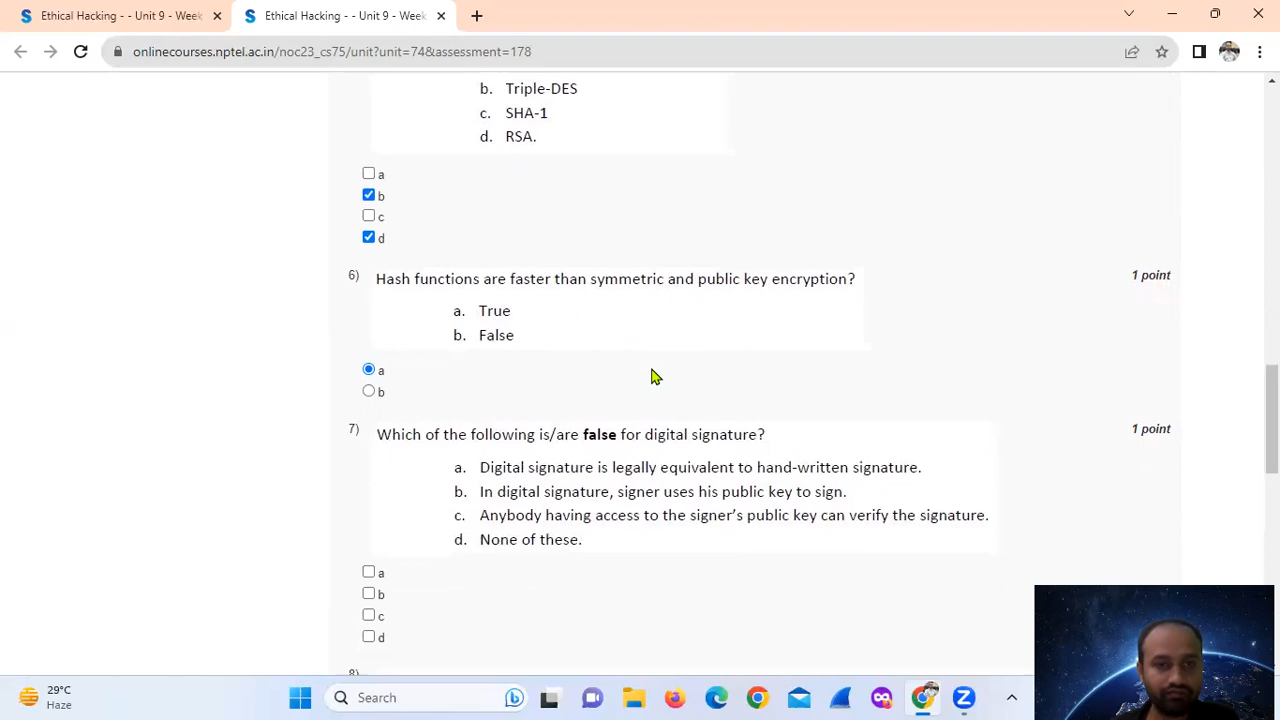 Ethical Hacking - - Unit 9 - Week
Ethical Hacking - - Unit 9 - Week
onlinecourses.nptel.ac.in/noc23_cs75/unit?unit=74&assessment=178
b. Triple-DES
c. SHA-1
d. RSA.
a
b
c
d
6) Hash functions are faster than symmetric and public key encryption? 1 point
a. True
b. False
a
b
7) Which of the following is/are false for digital signature? 1 point
a. Digital signature is legally equivalent to hand-written signature.
b. In digital signature, signer uses his public key to sign.
c. Anybody having access to the signer's public key can verify the signature.
d. None of these.
a
b
c
d
8)
29°C
Haze
Search